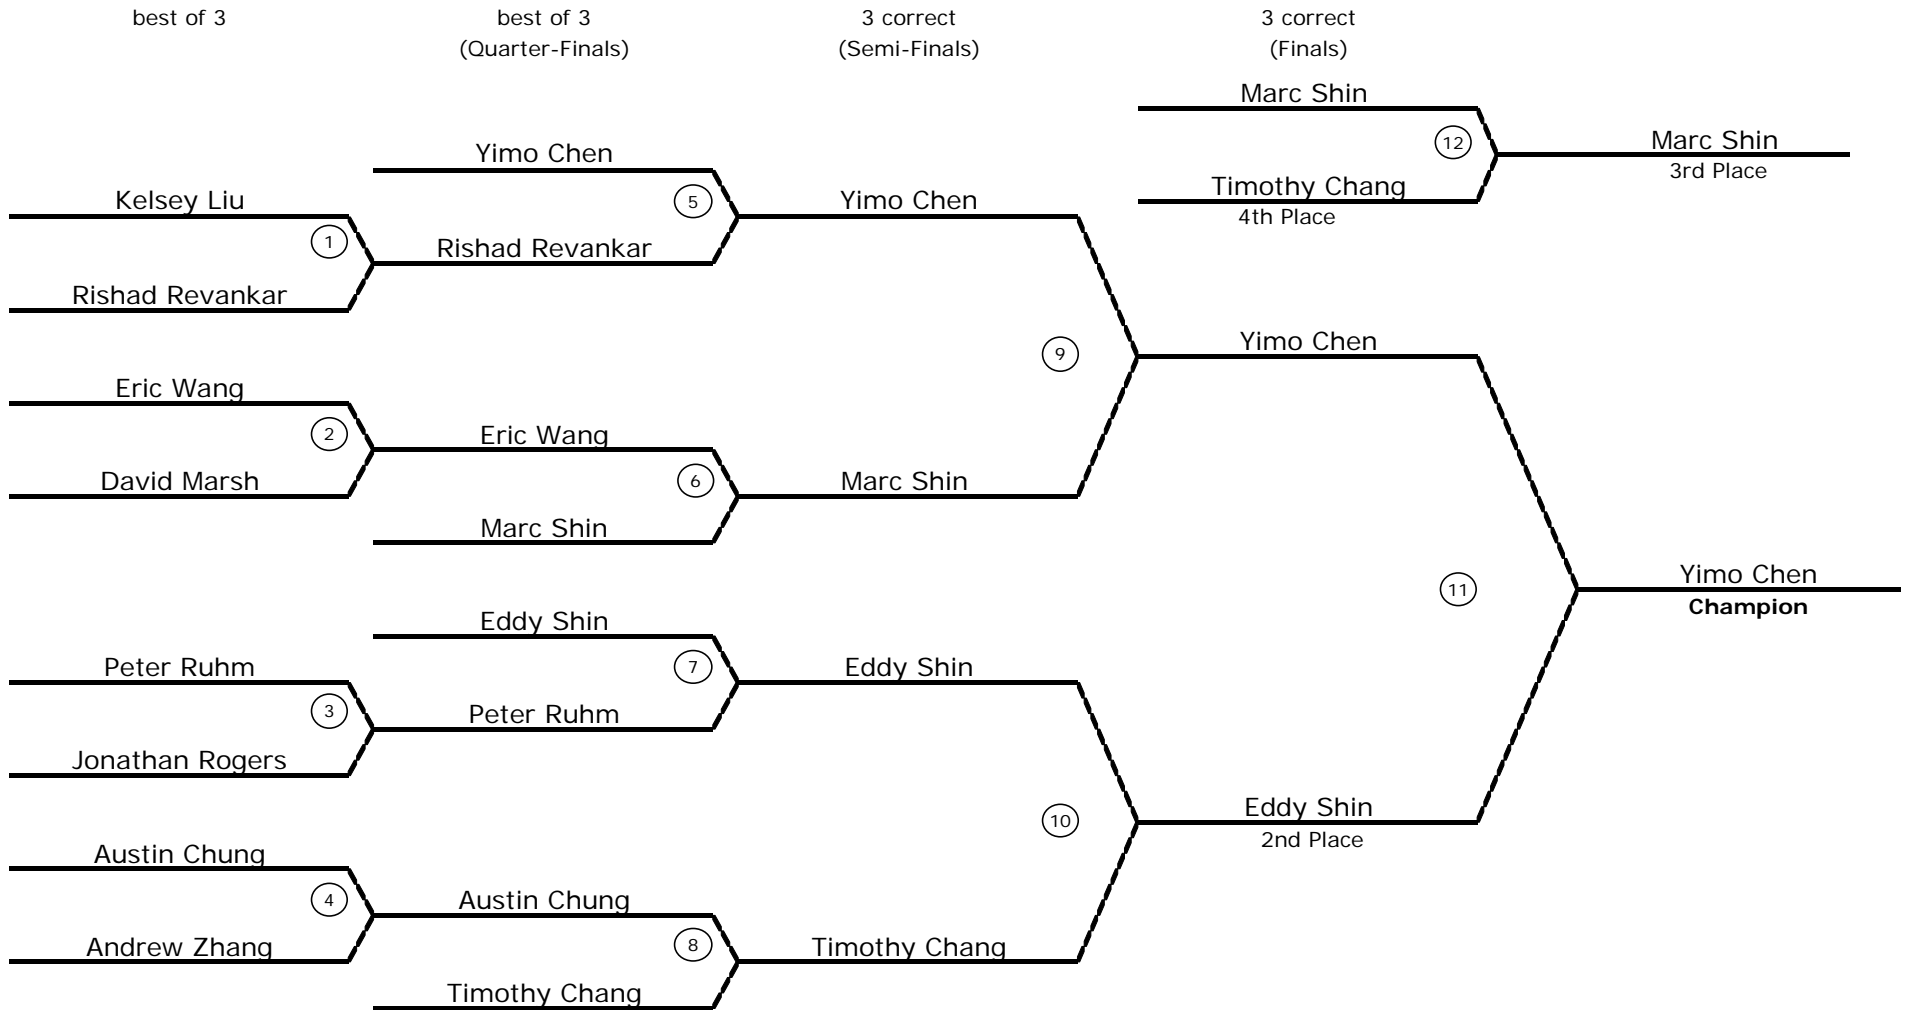 best of 3
best of 3
(Quarter-Finals)
3 correct
(Semi-Finals)
3 correct
(Finals)
Kelsey Liu
1
Rishad Revankar
Eric Wang
2
David Marsh
Peter Ruhm
3
Jonathan Rogers
Austin Chung
4
Andrew Zhang
Yimo Chen
5
Rishad Revankar
Eric Wang
6
Marc Shin
Eddy Shin
7
Peter Ruhm
Austin Chung
8
Timothy Chang
Yimo Chen
9
Marc Shin
Eddy Shin
10
Timothy Chang
Marc Shin
12
Timothy Chang
4th Place
Marc Shin
3rd Place
Yimo Chen
11
Eddy Shin
2nd Place
Yimo Chen
Champion